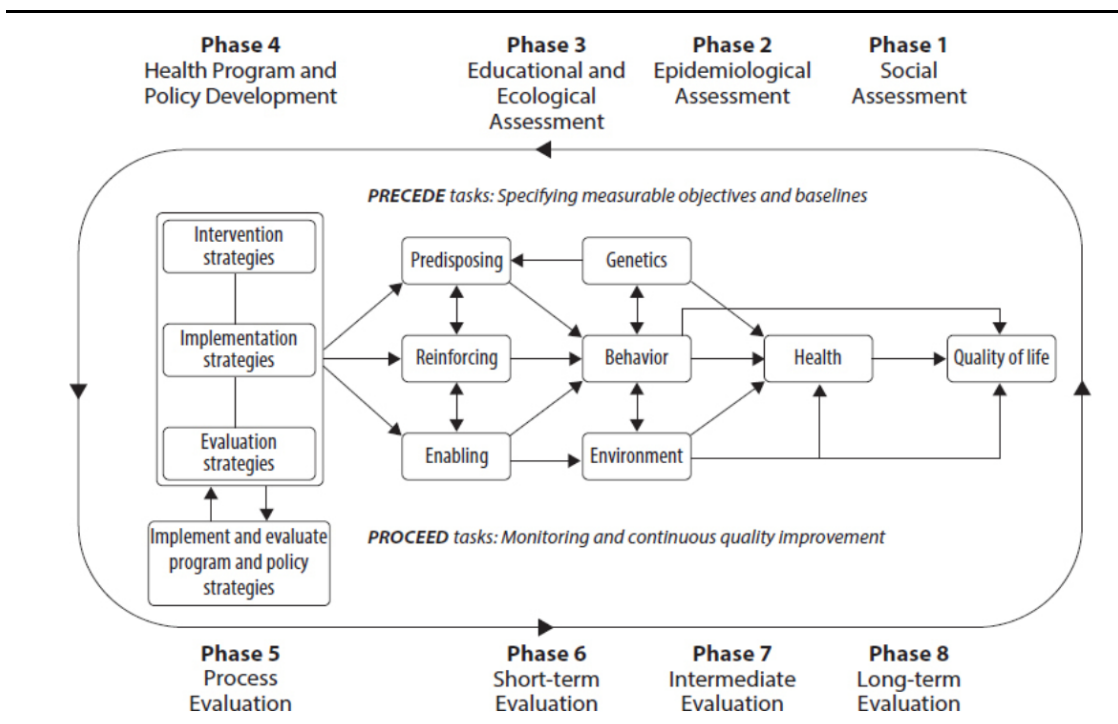 Phase 4
Health Program and
Policy Development
Phase 3
Educational and
Ecological
Assessment
Phase 2
Epidemiological
Assessment
Phase 1
Social
Assessment
PRECEDE tasks: Specifying measurable objectives and baselines
Intervention
strategies
Implementation
strategies
Evaluation
strategies
Implement and evaluate
program and policy
strategies
Predisposing
Reinforcing
Enabling
Genetics
Behavior
Environment
Health
Quality of life
PROCEED tasks: Monitoring and continuous quality improvement
Phase 5
Process
Evaluation
Phase 6
Short-term
Evaluation
Phase 7
Intermediate
Evaluation
Phase 8
Long-term
Evaluation